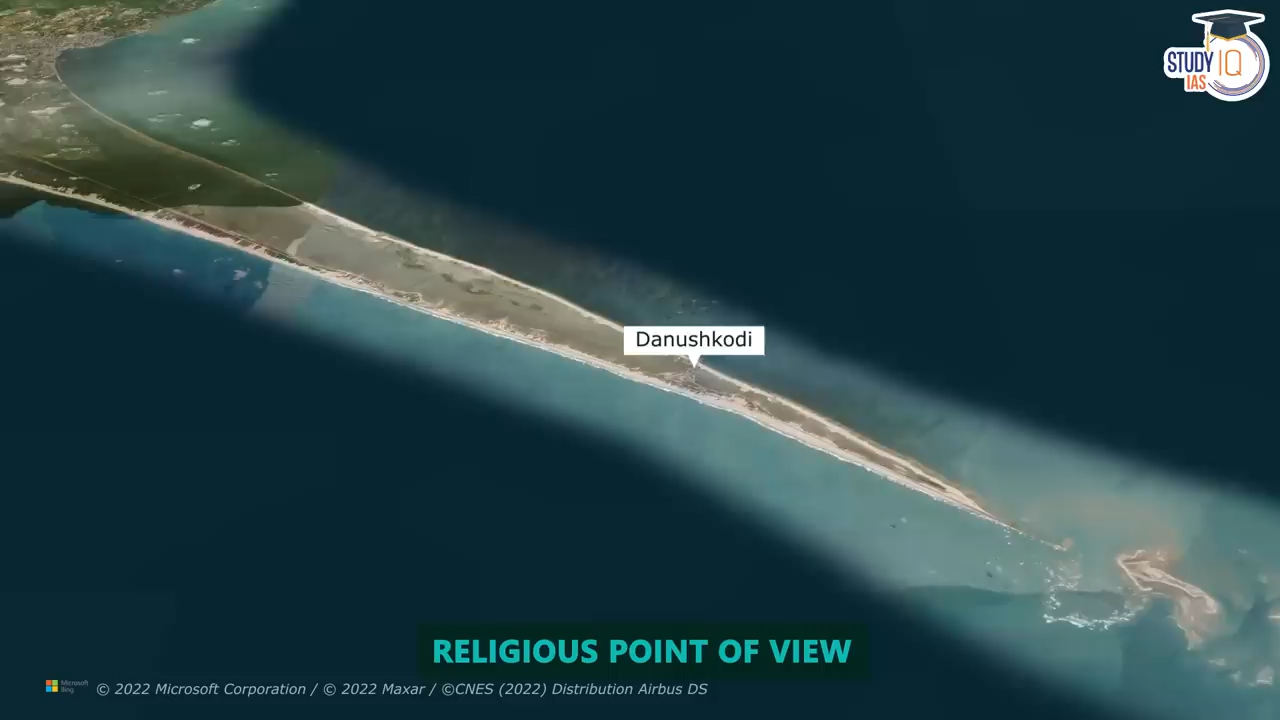 STUDY IQ
IAS
Danushkodi
RELIGIOUS POINT OF VIEW
Microsoft
Bing
© 2022 Microsoft Corporation / © 2022 Maxar / ©CNES (2022) Distribution Airbus DS